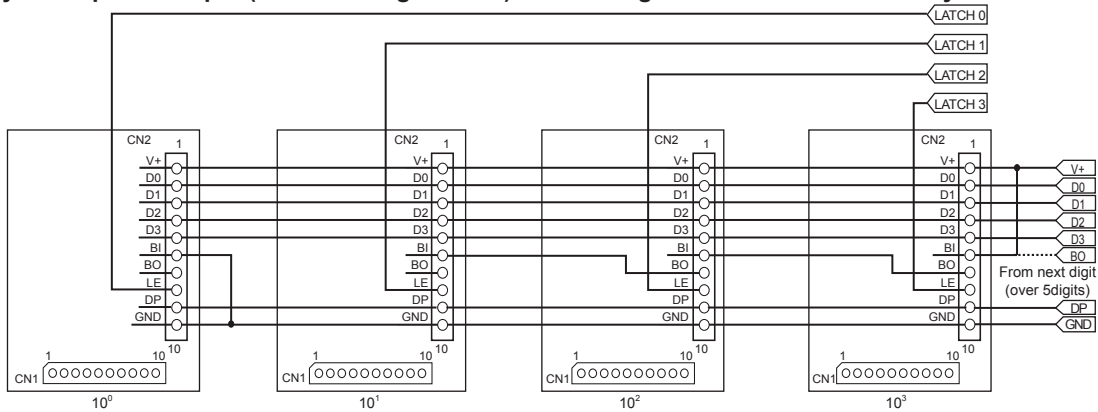 LATCH 0
LATCH 1
LATCH 2
LATCH 3
CN2 1 CN2 1 CN2 1 CN2 1
V+ V+ V+ V+ V+
D0 D0 D0 D0 D0
D1 D1 D1 D1 D1
D2 D2 D2 D2 D2
D3 D3 D3 D3 D3
BI BI BI BI BO
BO BO BO BO From next digit
LE LE LE LE (over 5digits)
DP DP DP DP DP
GND GND GND GND GND
10 10 10 10
1 10 1 10 1 10 1 10
CN1 CN1 CN1 CN1
10⁰ 10¹ 10² 10³